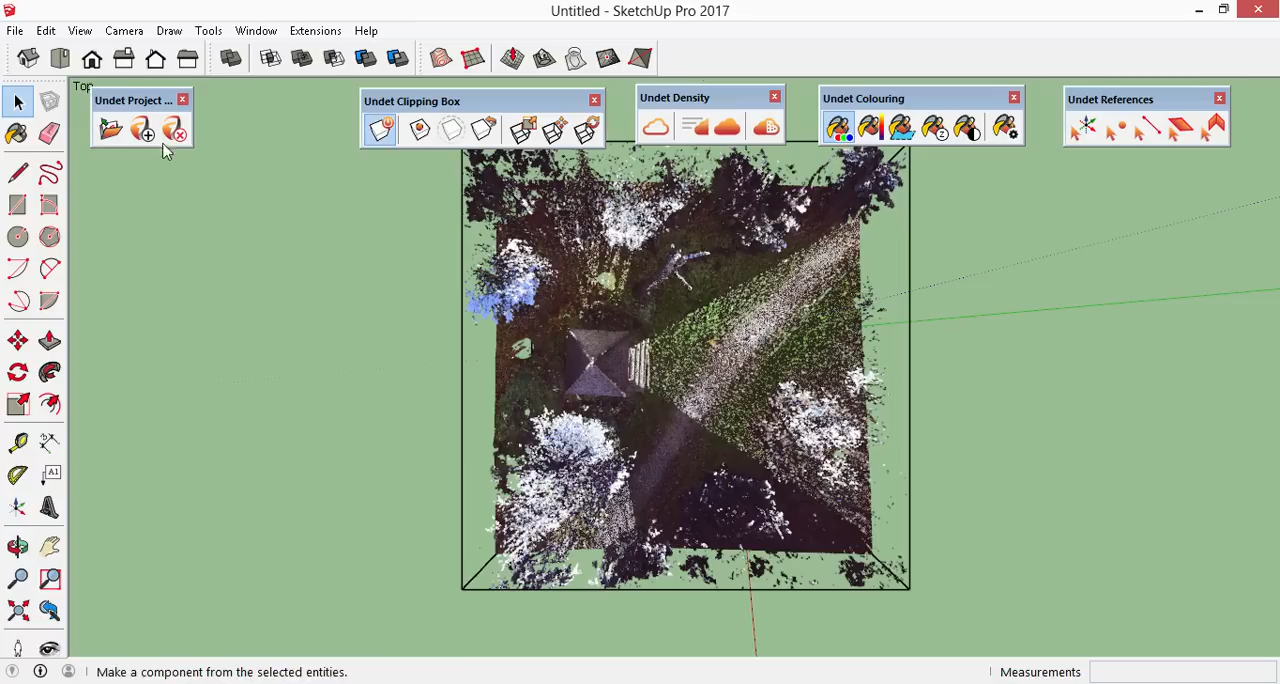 Untitled - SketchUp Pro 2017
File Edit View Camera Draw Tools Window Extensions Help
Top
Undet Project ...
Undet Clipping Box
Undet Density
Undet Colouring
Undet References
Z
A1
Make a component from the selected entities.
Measurements